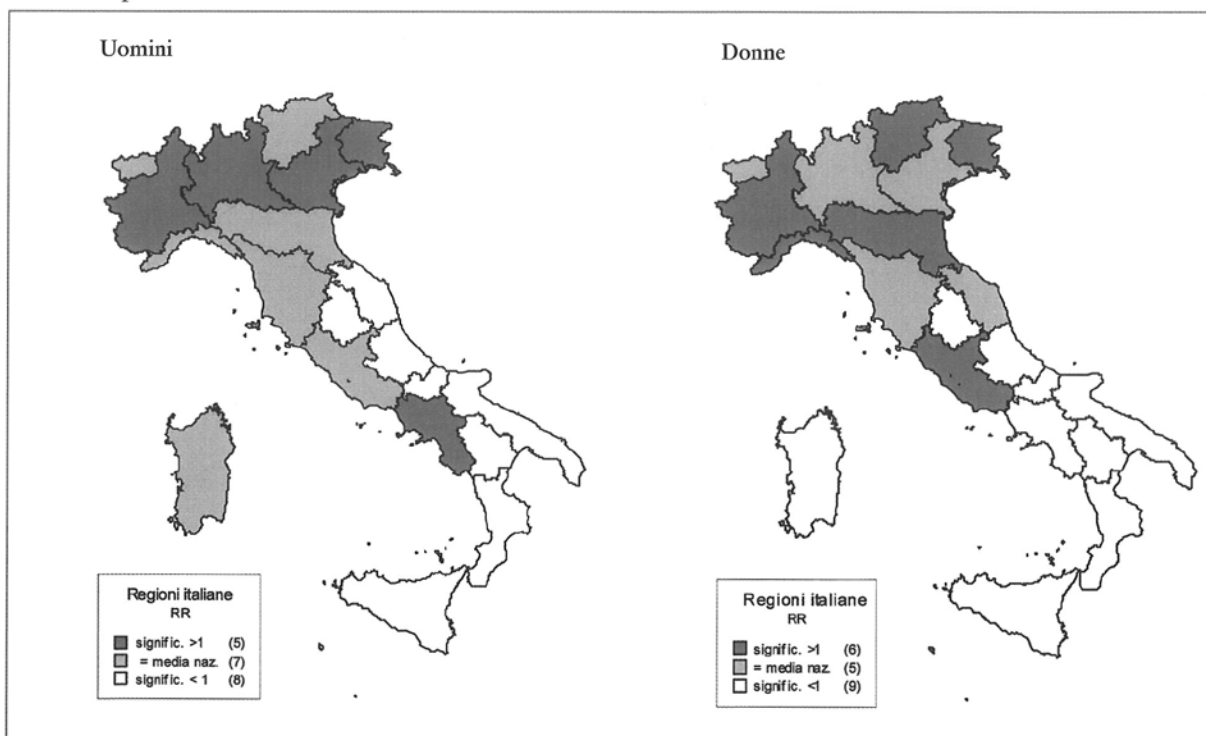 Uomini
Donne
Regioni italiane
RR
signific. >1 (5)
= media naz. (7)
signific. < 1 (8)
Regioni italiane
RR
signific. >1 (6)
= media naz. (5)
signific. <1 (9)